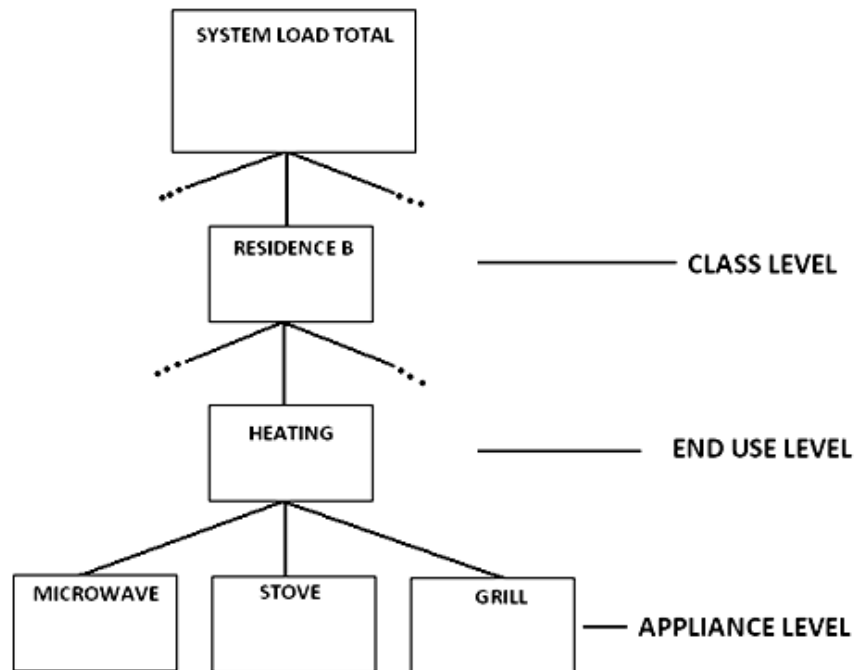 SYSTEM LOAD TOTAL
RESIDENCE B
CLASS LEVEL
HEATING
END USE LEVEL
MICROWAVE
STOVE
GRILL
APPLIANCE LEVEL